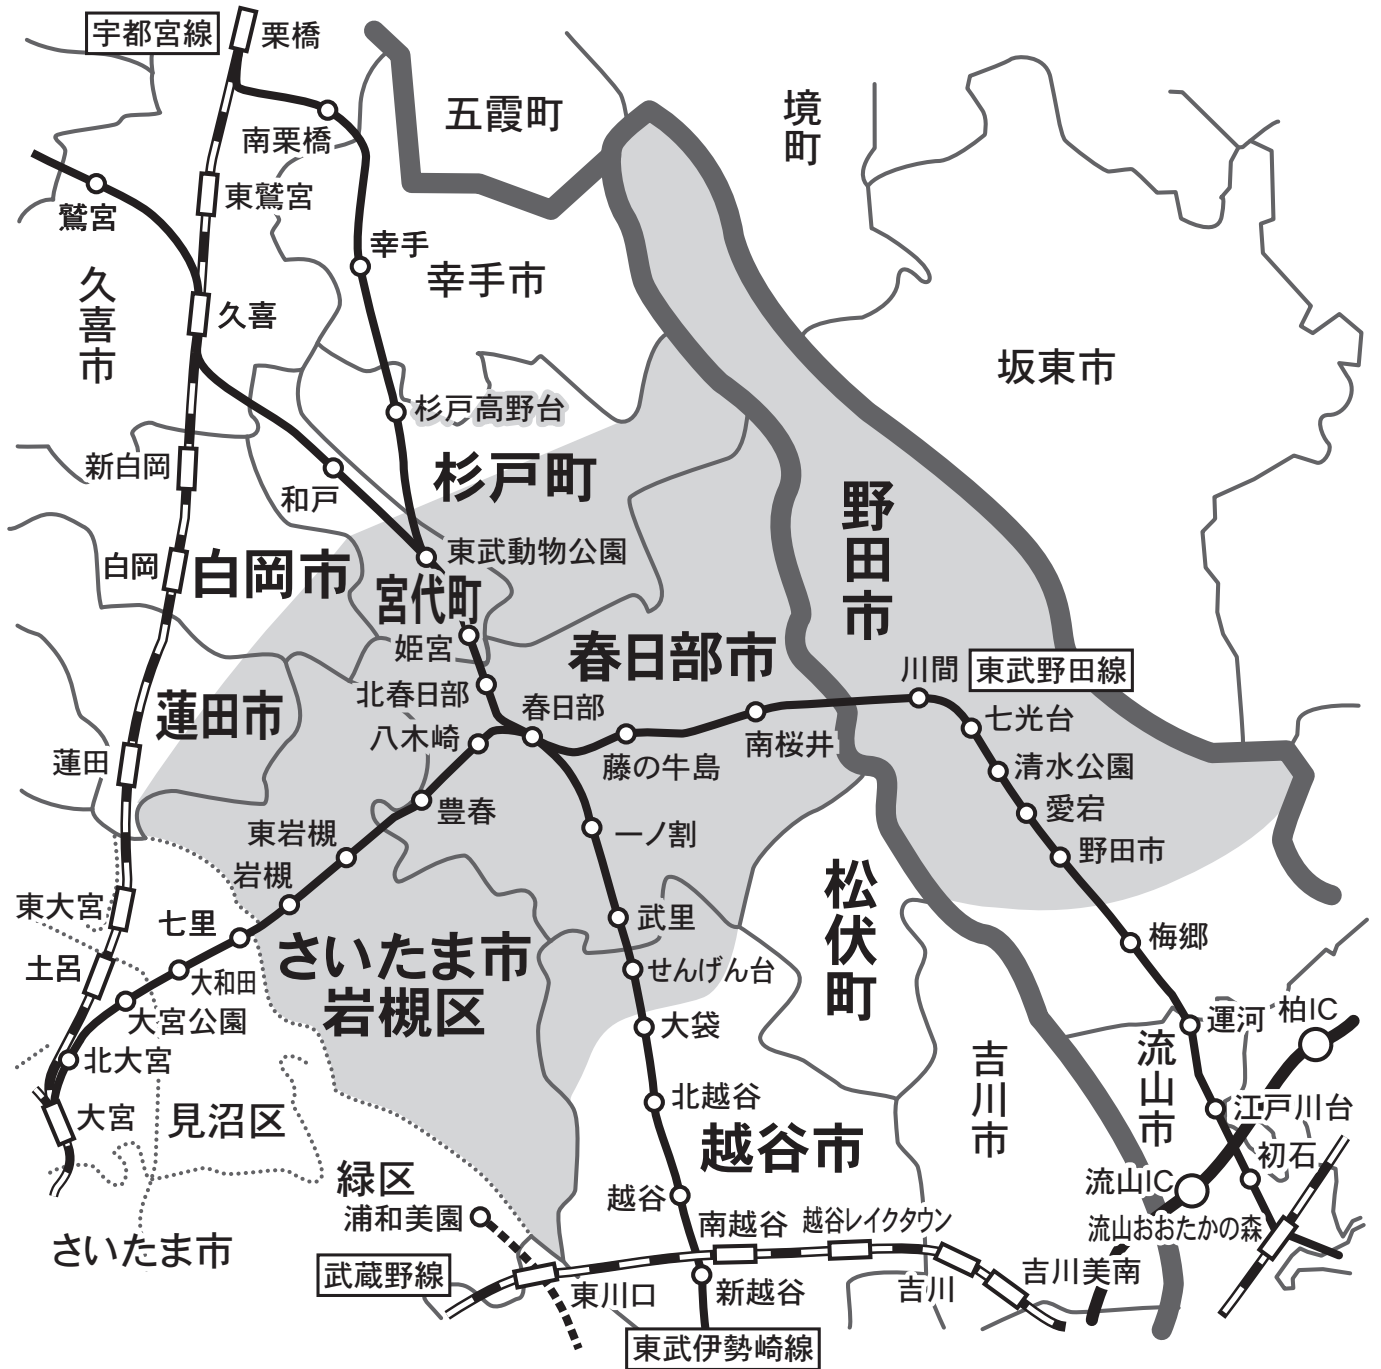 宇都宮線
栗橋
南栗橋
五霞町
境町
鷲宮
東鷲宮
幸手
幸手市
久喜市
久喜
坂東市
杉戸高野台
新白岡
和戸
杉戸町
野田市
白岡
白岡市
東武動物公園
宮代町
姫宮
春日部市
川間
東武野田線
北春日部
春日部
蓮田市
八木崎
藤の牛島
南桜井
七光台
蓮田
清水公園
豊春
愛宕
東岩槻
一ノ割
野田市
岩槻
松伏町
東大宮
七里
武里
梅郷
さいたま市
岩槻区
土呂
大和田
せんげん台
大宮公園
大袋
運河
柏IC
北大宮
吉川市
流山市
大宮
見沼区
北越谷
江戸川台
越谷市
初石
緑区
流山IC
浦和美園
越谷
南越谷
越谷レイクタウン
流山おおたかの森
さいたま市
武蔵野線
東川口
新越谷
吉川
吉川美南
東武伊勢崎線